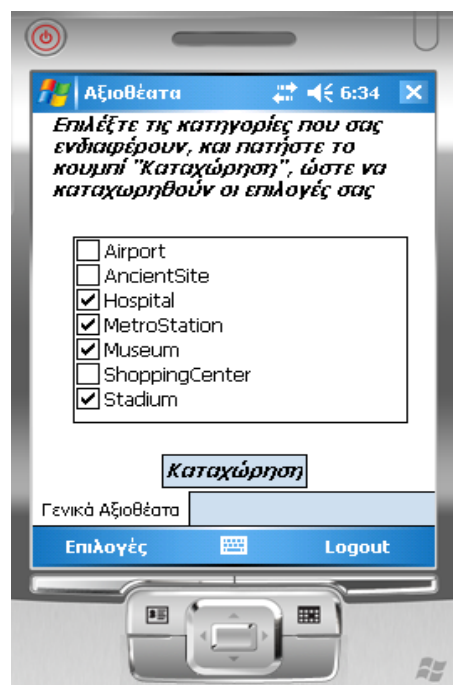 Αξιοθέατα 6:34
Επιλέξτε τις κατηγορίες που σας
ενδιαφέρουν, και πατήστε το
κουμπί "Καταχώρηση", ώστε να
καταχωρηθούν οι επιλογές σας
Airport
AncientSite
Hospital
MetroStation
Museum
ShoppingCenter
Stadium
Καταχώρηση
Γενικά Αξιοθέατα
Επιλογές Logout